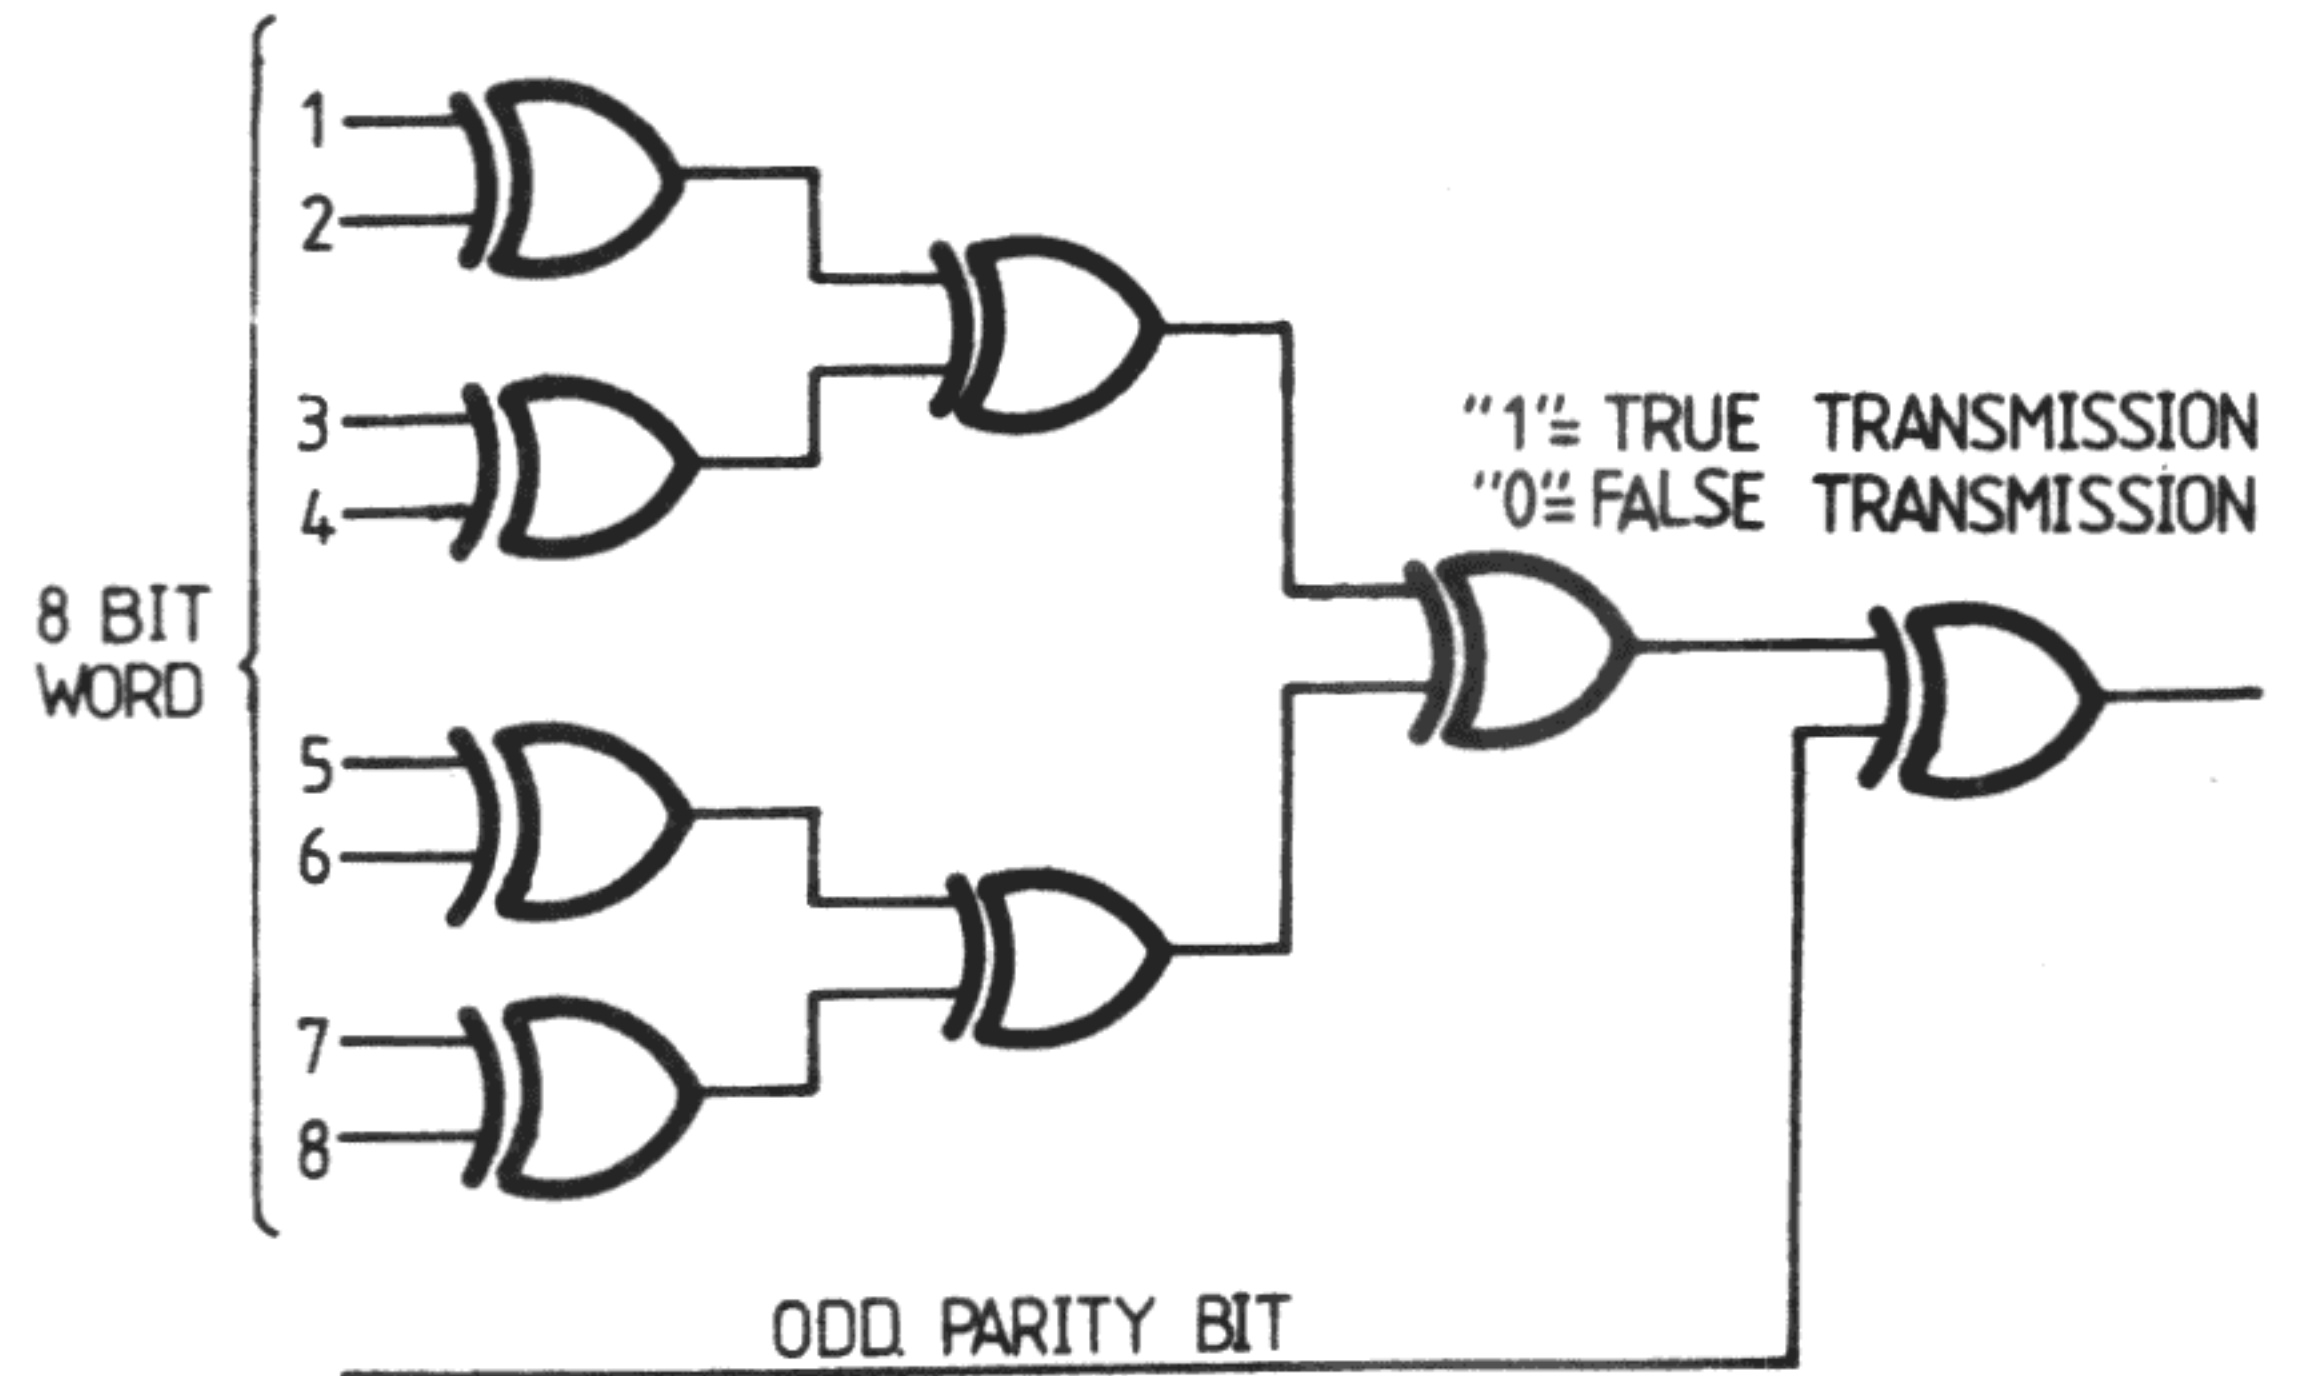 1
2
3
4
8 BIT
WORD
5
6
7
8
"1"≙ TRUE TRANSMISSION
"0"≙ FALSE TRANSMISSION
ODD PARITY BIT